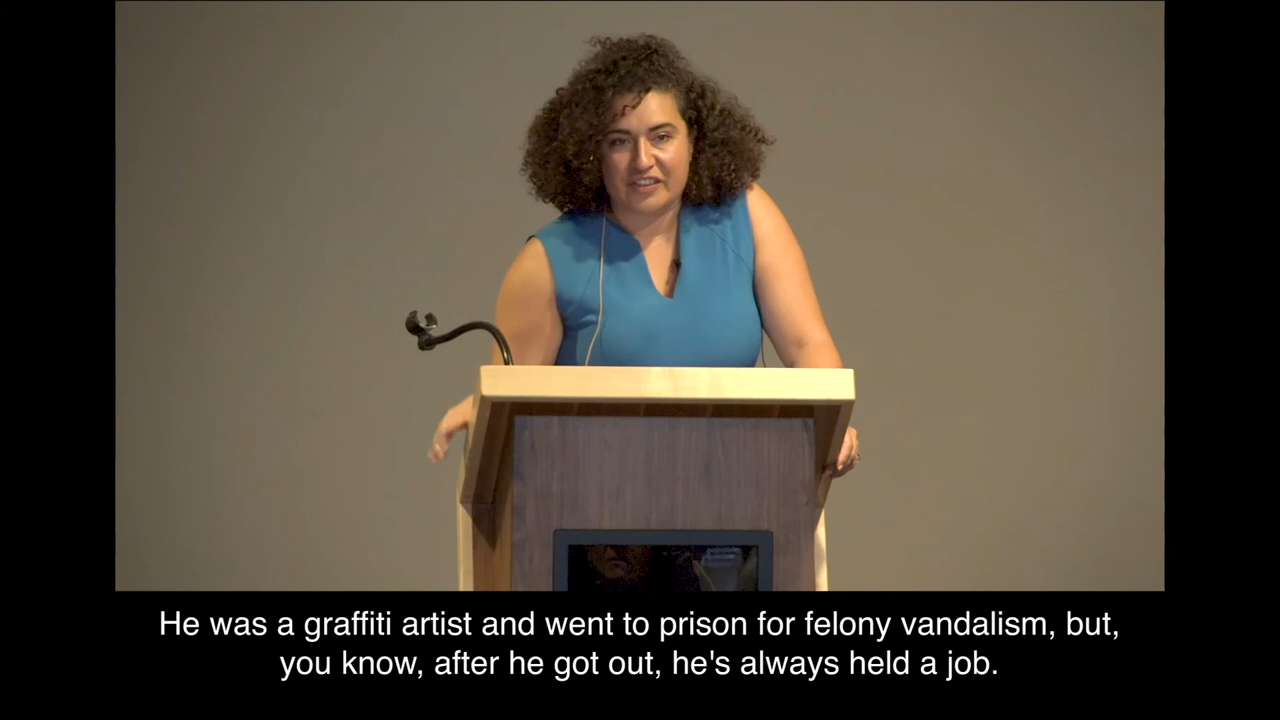 He was a graffiti artist and went to prison for felony vandalism, but,
you know, after he got out, he's always held a job.